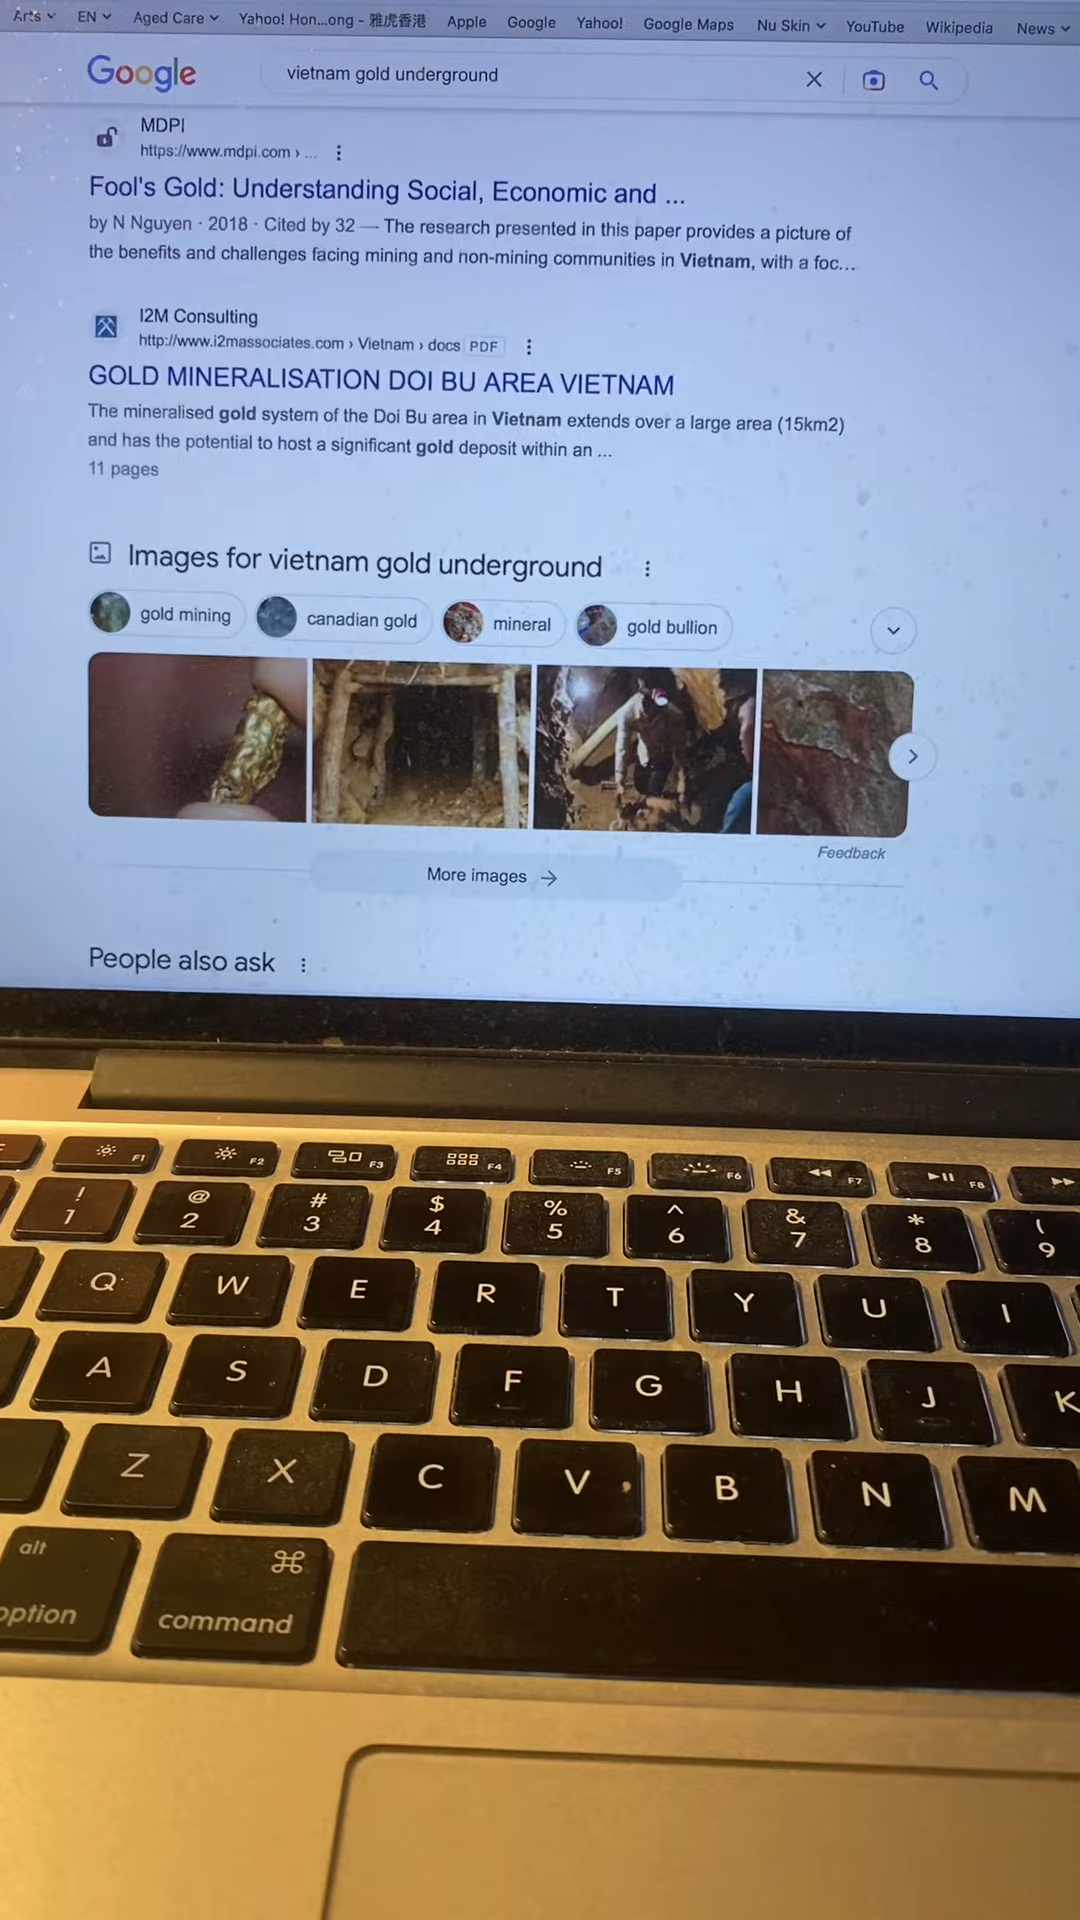 Arts EN Aged Care Yahoo! Hon...ong - 雅虎香港 Apple Google Yahoo! Google Maps Nu Skin YouTube Wikipedia News
Google vietnam gold underground
MDPI
https://www.mdpi.com › ...
Fool's Gold: Understanding Social, Economic and ...
by N Nguyen · 2018 · Cited by 32 — The research presented in this paper provides a picture of
the benefits and challenges facing mining and non-mining communities in Vietnam, with a foc...
I2M Consulting
http://www.i2massociates.com › Vietnam › docs PDF
GOLD MINERALISATION DOI BU AREA VIETNAM
The mineralised gold system of the Doi Bu area in Vietnam extends over a large area (15km2)
and has the potential to host a significant gold deposit within an ...
11 pages
Images for vietnam gold underground
gold mining canadian gold mineral gold bullion
Feedback
More images →
People also ask
F1 F2 F3 F4 F5 F6 F7 F8
! @ # $ % ^ & * (
1 2 3 4 5 6 7 8 9
Q W E R T Y U I
A S D F G H J K
Z X C V B N M
alt ⌘
option command